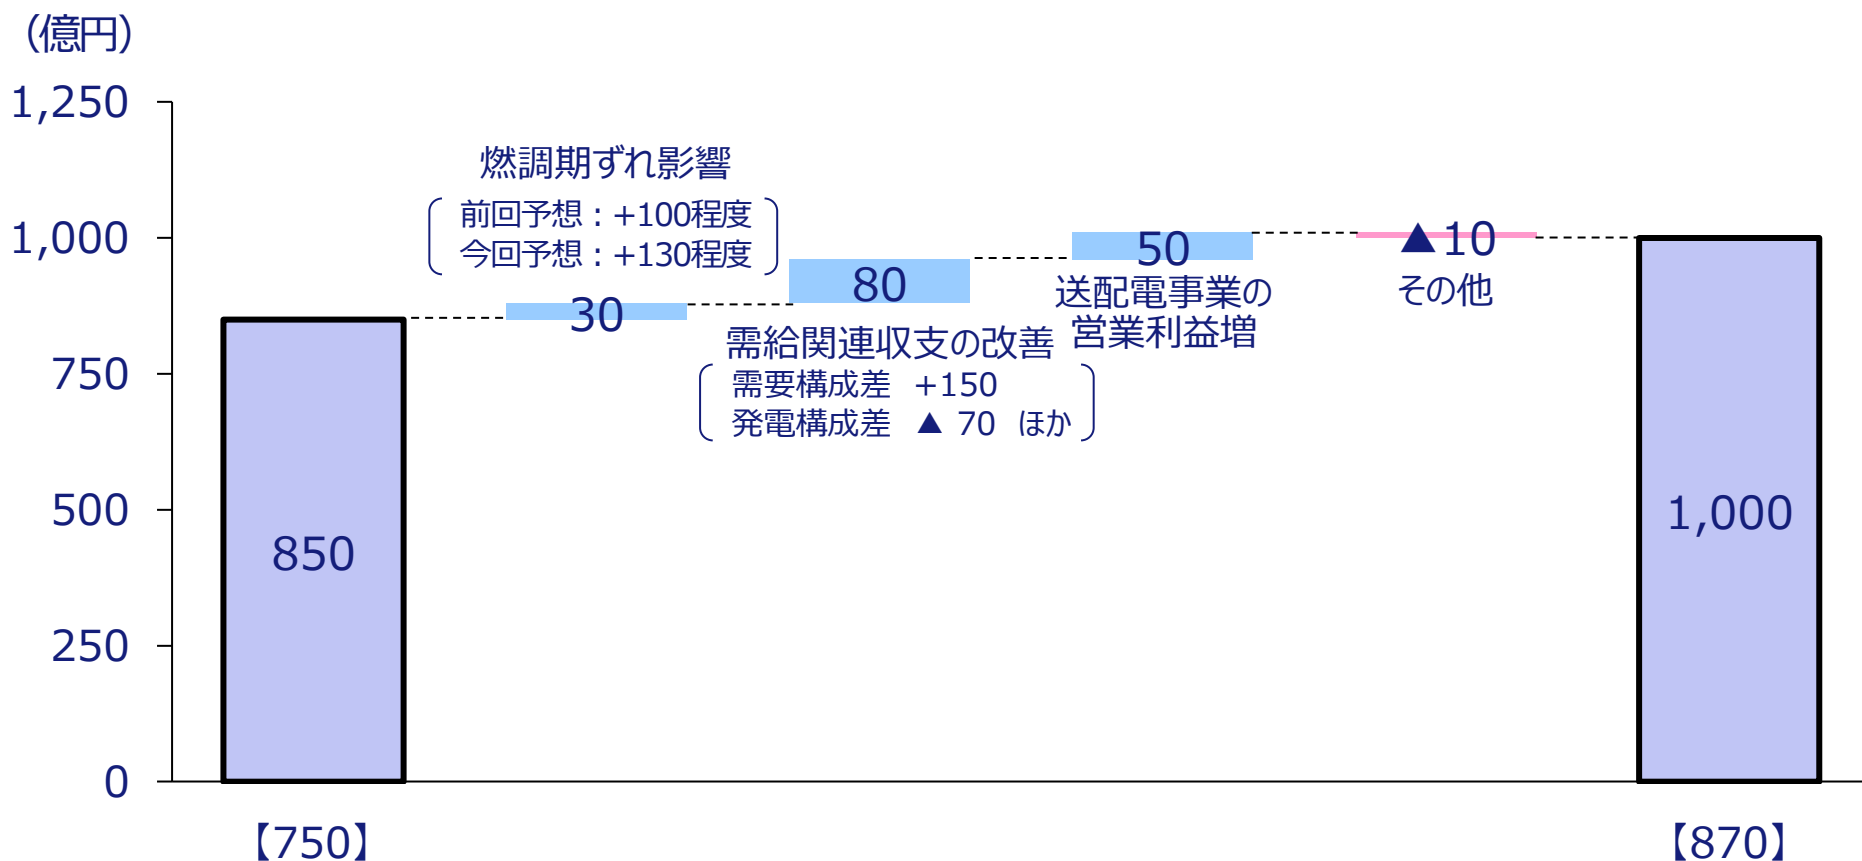 (億円)
1,250
1,000
750
500
250
0
燃調期ずれ影響
前回予想：+100程度
今回予想：+130程度
850
30
80
需給関連収支の改善
需要構成差 +150
発電構成差 ▲ 70 ほか
50
送配電事業の
営業利益増
▲10
その他
1,000
【750】
【870】